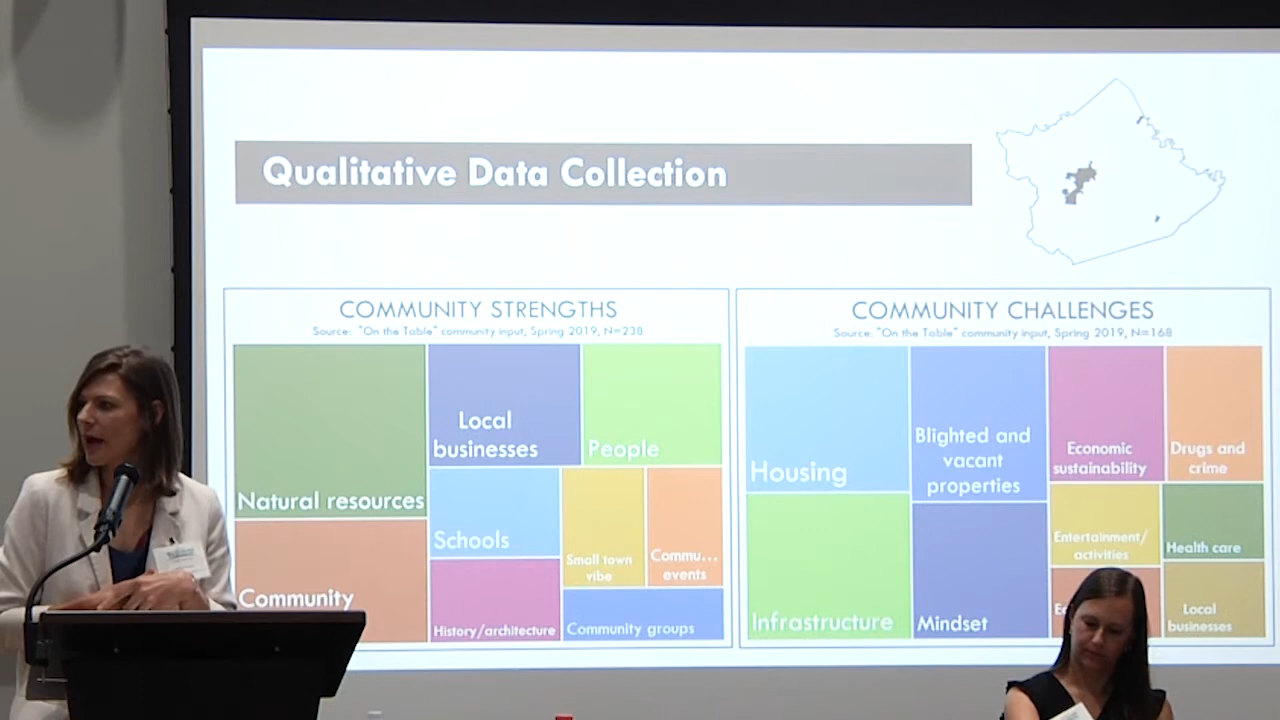 Qualitative Data Collection
COMMUNITY STRENGTHS
Source: "On the Table" community input, Spring 2019, N=238
Natural resources
Community
Local
businesses
People
Schools
Small town
vibe
Commu...
events
History/architecture
Community groups
COMMUNITY CHALLENGES
Source: "On the Table" community input, Spring 2019, N=168
Housing
Infrastructure
Blighted and
vacant
properties
Mindset
Economic
sustainability
Drugs and
crime
Entertainment/
activities
Health care
Local
businesses